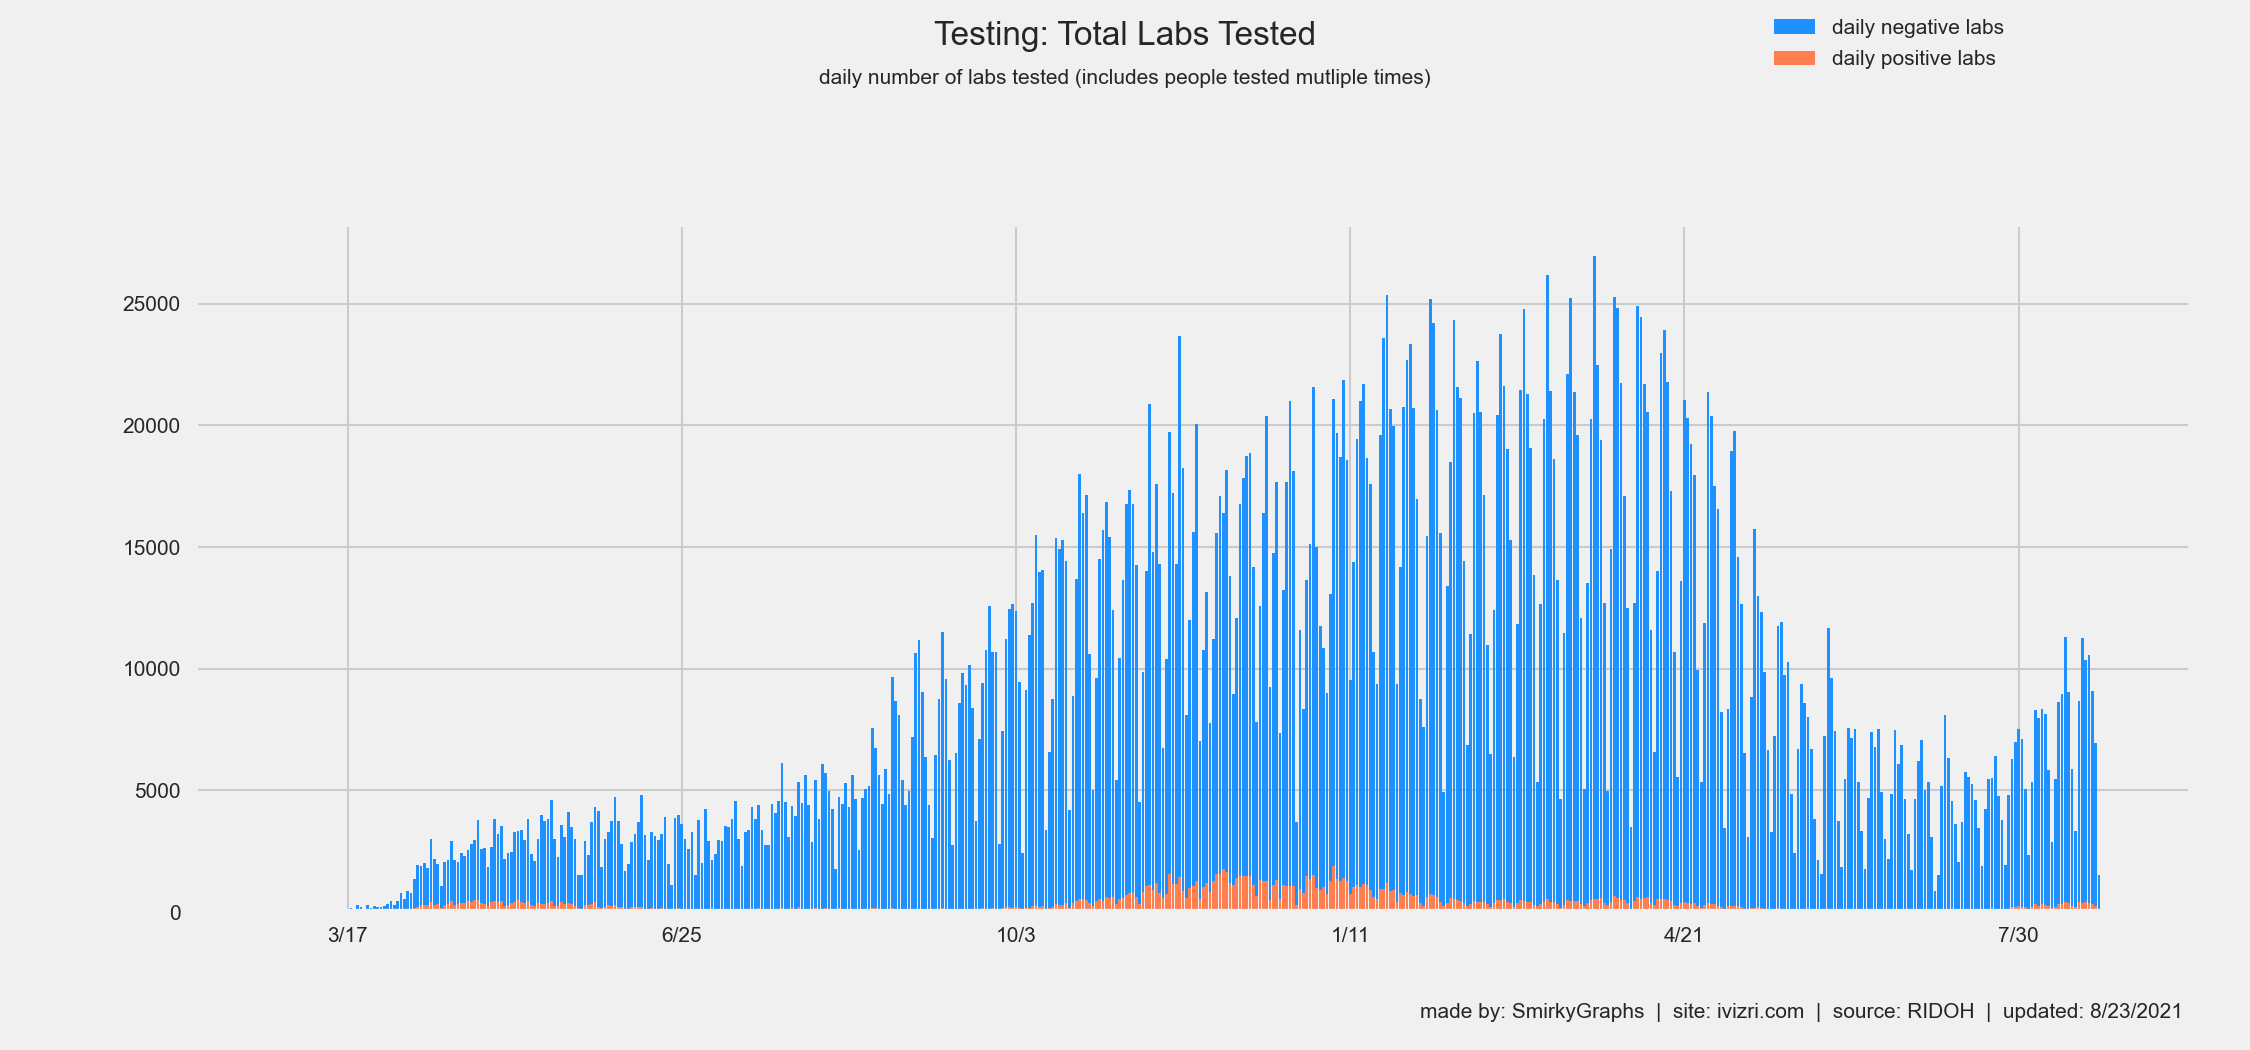 Testing: Total Labs Tested
daily number of labs tested (includes people tested mutliple times)
daily negative labs
daily positive labs
25000
20000
15000
10000
5000
0
3/17 6/25 10/3 1/11 4/21 7/30
made by: SmirkyGraphs | site: ivizri.com | source: RIDOH | updated: 8/23/2021